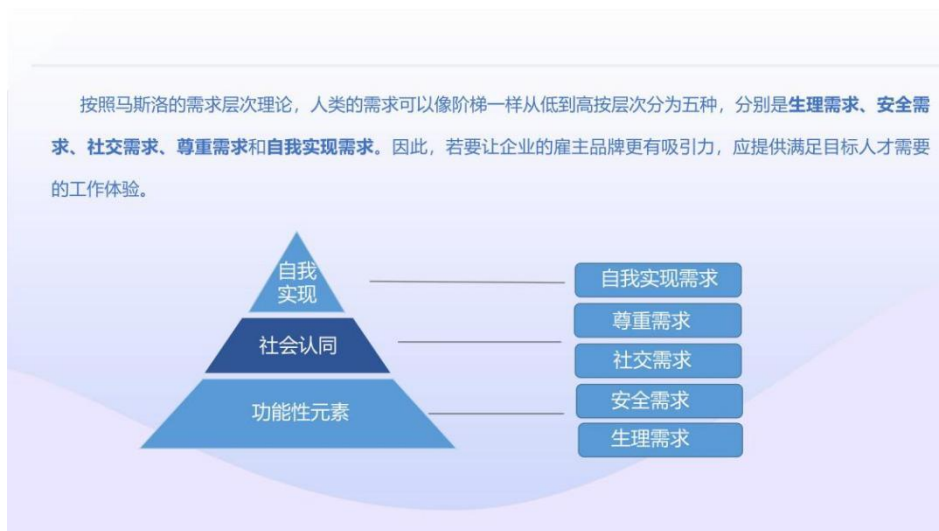 按照马斯洛的需求层次理论，人类的需求可以像阶梯一样从低到高按层次分为五种，分别是生理需求、安全需
求、社交需求、尊重需求和自我实现需求。因此，若要让企业的雇主品牌更有吸引力，应提供满足目标人才需要
的工作体验。
自我
实现
社会认同
功能性元素
自我实现需求
尊重需求
社交需求
安全需求
生理需求